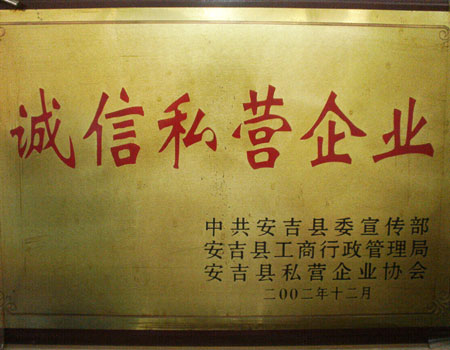 诚信私营企业
中共安吉县委宣传部
安吉县工商行政管理局
安吉县私营企业协会
二00二年十二月